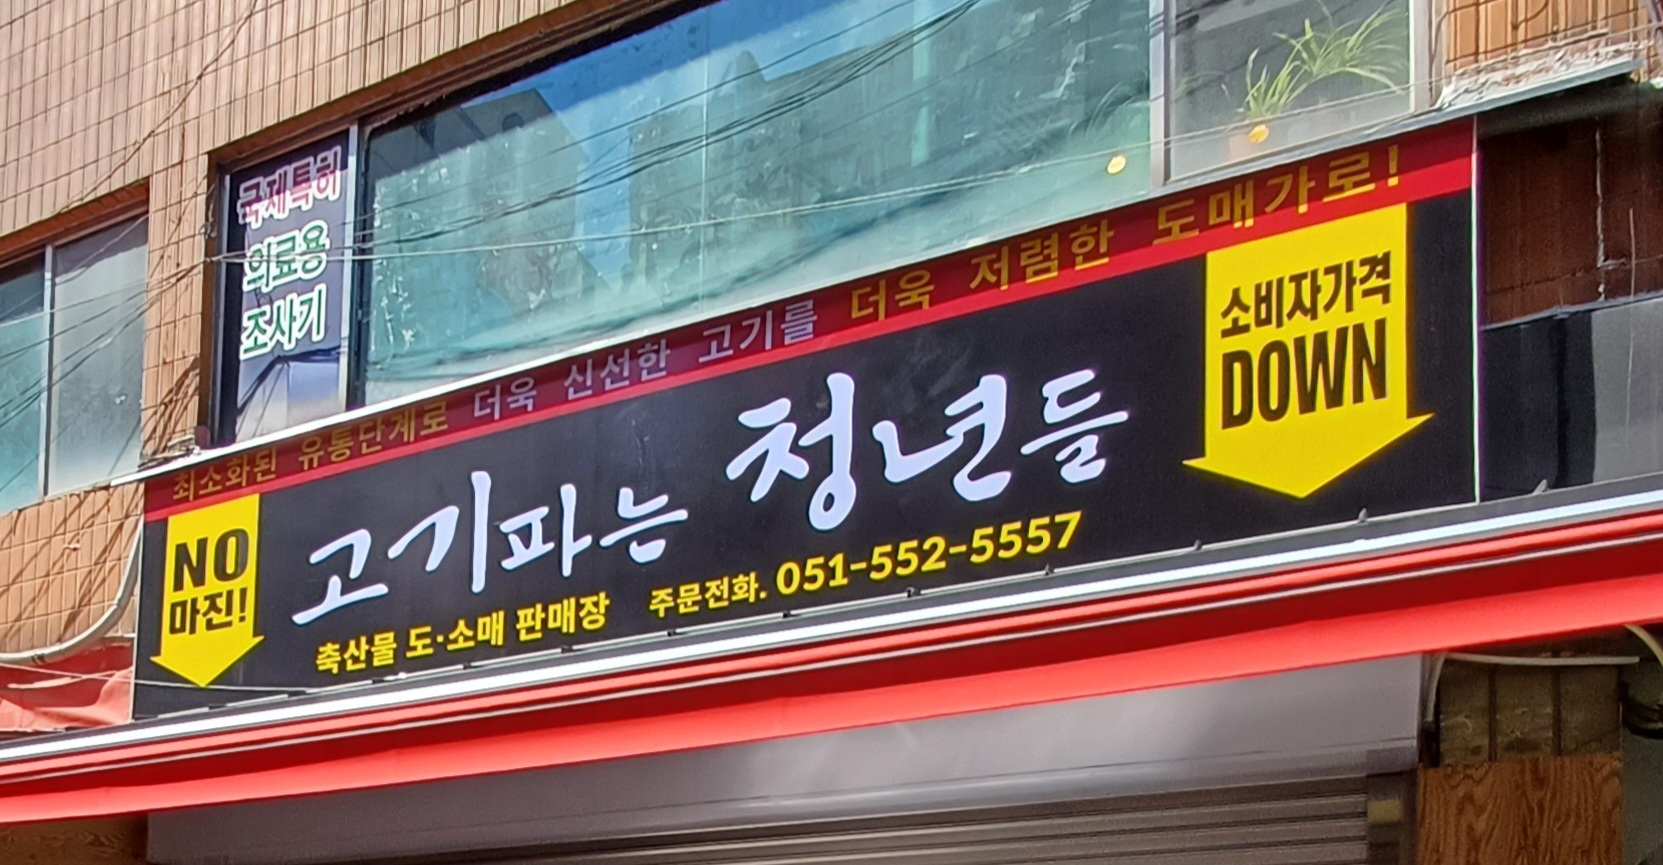 국제특허
의료용
조사기
최소화된 유통단계로 더욱 신선한 고기를 더욱 저렴한 도매가로!
NO
마진!
고기파는 청년들
축산물 도·소매 판매장 주문전화. 051-552-5557
소비자가격
DOWN